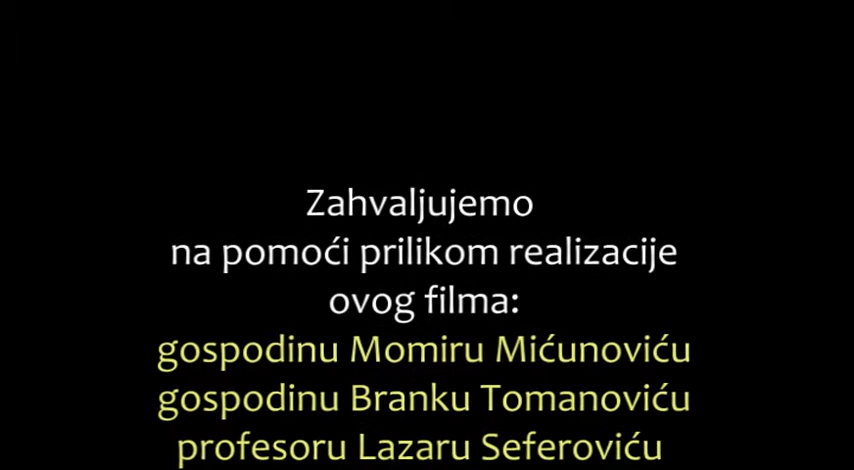 Zahvaljujemo
na pomoći prilikom realizacije
ovog filma:
gospodinu Momiru Mićunoviću
gospodinu Branku Tomanoviću
profesoru Lazaru Seferoviću